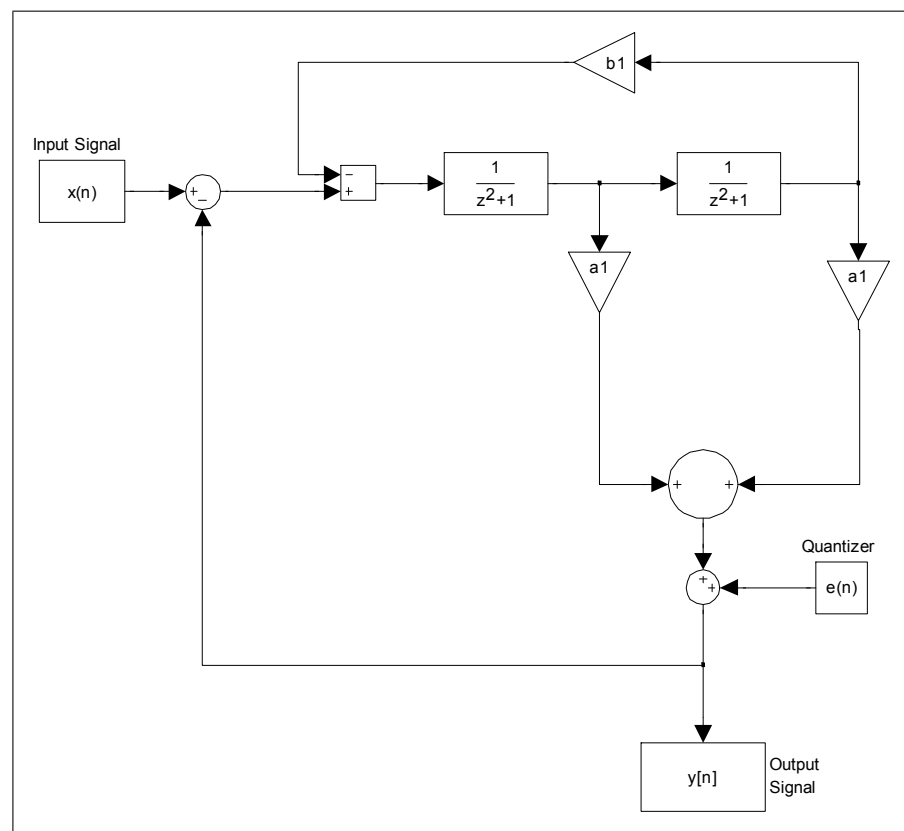 b1
Input Signal
x(n)
+
−
−
+
1
z²+1
1
z²+1
a1
a1
+ +
Quantizer
+
+
e(n)
y[n]
Output
Signal